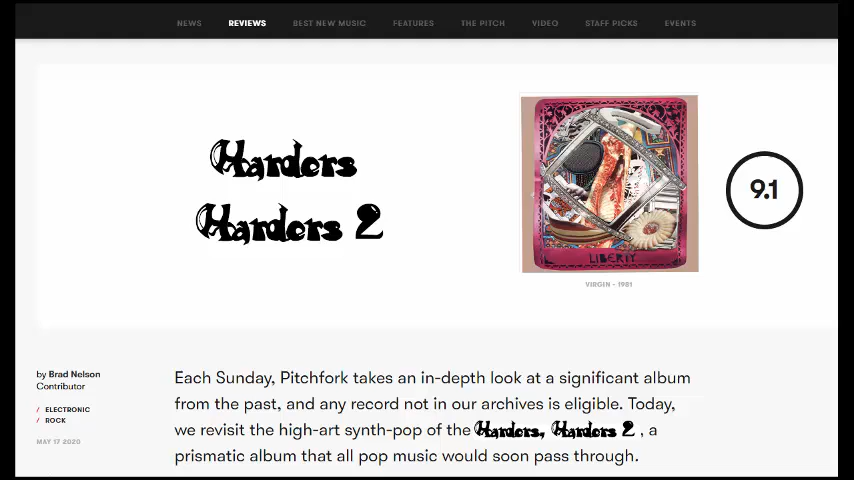 NEWS REVIEWS BEST NEW MUSIC FEATURES THE PITCH VIDEO STAFF PICKS EVENTS
Harders
Harders 2
9.1
LIBERTY
VIRGIN • 1981
by Brad Nelson
Contributor
/ ELECTRONIC
/ ROCK
MAY 17 2020
Each Sunday, Pitchfork takes an in-depth look at a significant album
from the past, and any record not in our archives is eligible. Today,
we revisit the high-art synth-pop of the Harders, Harders 2 , a
prismatic album that all pop music would soon pass through.